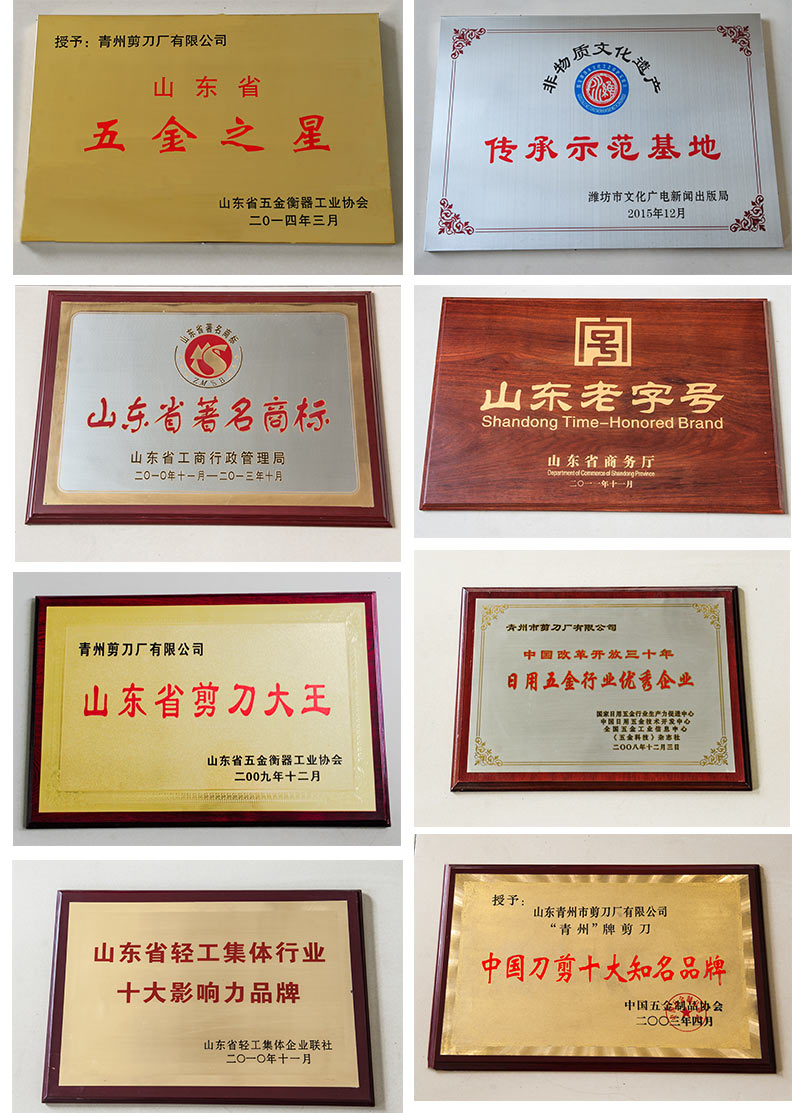 授予：青州剪刀厂有限公司
山东省
五金之星
山东省五金衡器工业协会
二〇一四年三月
非物质文化遗产
传承示范基地
潍坊市文化广电新闻出版局
2015年12月
山东省著名商标
山东省著名商标
山东省工商行政管理局
二〇一〇年十一月—二〇一三年十月
号
山东老字号
Shandong Time-Honored Brand
山东省商务厅
Department of Commerce of Shandong Province
二〇一一年十一月
青州剪刀厂有限公司
山东省剪刀大王
山东省五金衡器工业协会
二00九年十二月
青州市剪刀厂有限公司
中国改革开放三十年
日用五金行业优秀企业
国家日用五金行业生产力促进中心
中国日用五金技术开发中心
全国五金工业信息中心
《五金科技》杂志社
二〇〇八年十二月三日
山东省轻工集体行业
十大影响力品牌
山东省轻工集体企业联社
二〇一〇年十一月
授予：
山东青州市剪刀厂有限公司
“青州”牌剪刀
中国刀剪十大知名品牌
中国五金制品协会
二〇〇三年四月